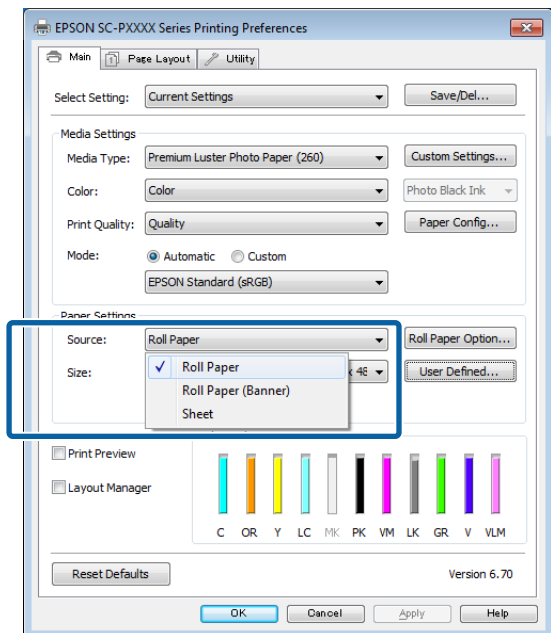 EPSON SC-PXXXX Series Printing Preferences
Main Page Layout Utility
Select Setting: Current Settings Save/Del...
Media Settings
Media Type: Premium Luster Photo Paper (260) Custom Settings...
Color: Color Photo Black Ink
Print Quality: Quality Paper Config...
Mode: Automatic Custom
EPSON Standard (sRGB)
Paper Settings
Source: Roll Paper Roll Paper Option...
Size: x 48 User Defined...
Roll Paper
Roll Paper (Banner)
Sheet
Print Preview
Layout Manager
C OR Y LC MK PK VM LK GR V VLM
Reset Defaults Version 6.70
OK Cancel Apply Help